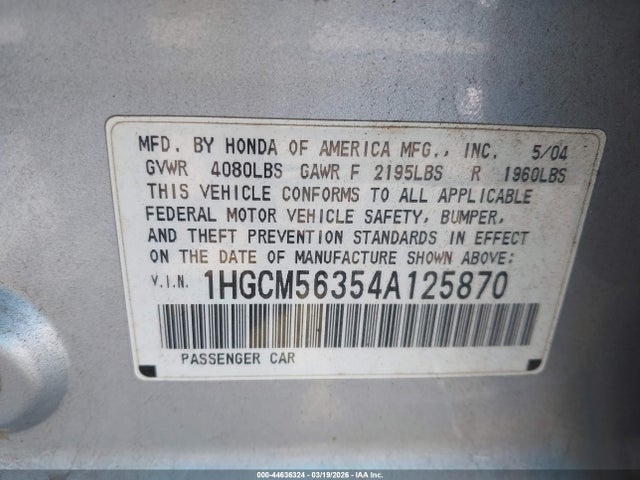 MFD. BY HONDA OF AMERICA MFG., INC. 5/04
GVWR 4080LBS GAWR F 2195LBS R 1960LBS
THIS VEHICLE CONFORMS TO ALL APPLICABLE
FEDERAL MOTOR VEHICLE SAFETY, BUMPER,
AND THEFT PREVENTION STANDARDS IN EFFECT
ON THE DATE OF MANUFACTURE SHOWN ABOVE:
V.I.N. 1HGCM56354A125870
PASSENGER CAR
000-44636324 | 03/19/2026 | IAA Inc.